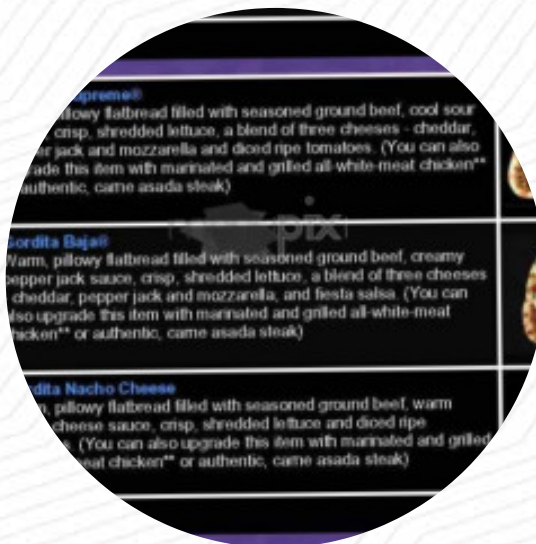 upreme®
pillowy flatbread filled with seasoned ground beef, cool sour
crisp, shredded lettuce, a blend of three cheeses - cheddar,
jack and mozzarella and diced ripe tomatoes. (You can also
ade this item with marinated and grilled all-white-meat chicken**
authentic, carne asada steak)
Gordita Baja®
Warm, pillowy flatbread filled with seasoned ground beef, creamy
pepper jack sauce, crisp, shredded lettuce, a blend of three cheeses
cheddar, pepper jack and mozzarella, and fiesta salsa. (You can
also upgrade this item with marinated and grilled all-white-meat
chicken** or authentic, carne asada steak)
rdita Nacho Cheese
pillowy flatbread filled with seasoned ground beef, warm
cheese sauce, crisp, shredded lettuce and diced ripe
(You can also upgrade this item with marinated and grilled
eat chicken** or authentic, carne asada steak)
pix